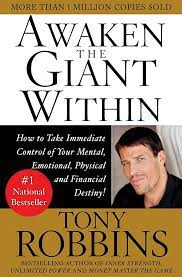 MORE THAN 1 MILLION COPIES SOLD
AWAKEN
THE
GIANT
WITHIN
How to Take Immediate
Control of Your Mental,
Emotional, Physical
and Financial
Destiny!
#1
National
Bestseller
TONY
ROBBINS
BESTSELLING AUTHOR OF INNER STRENGTH,
UNLIMITED POWER AND MONEY MASTER THE GAME